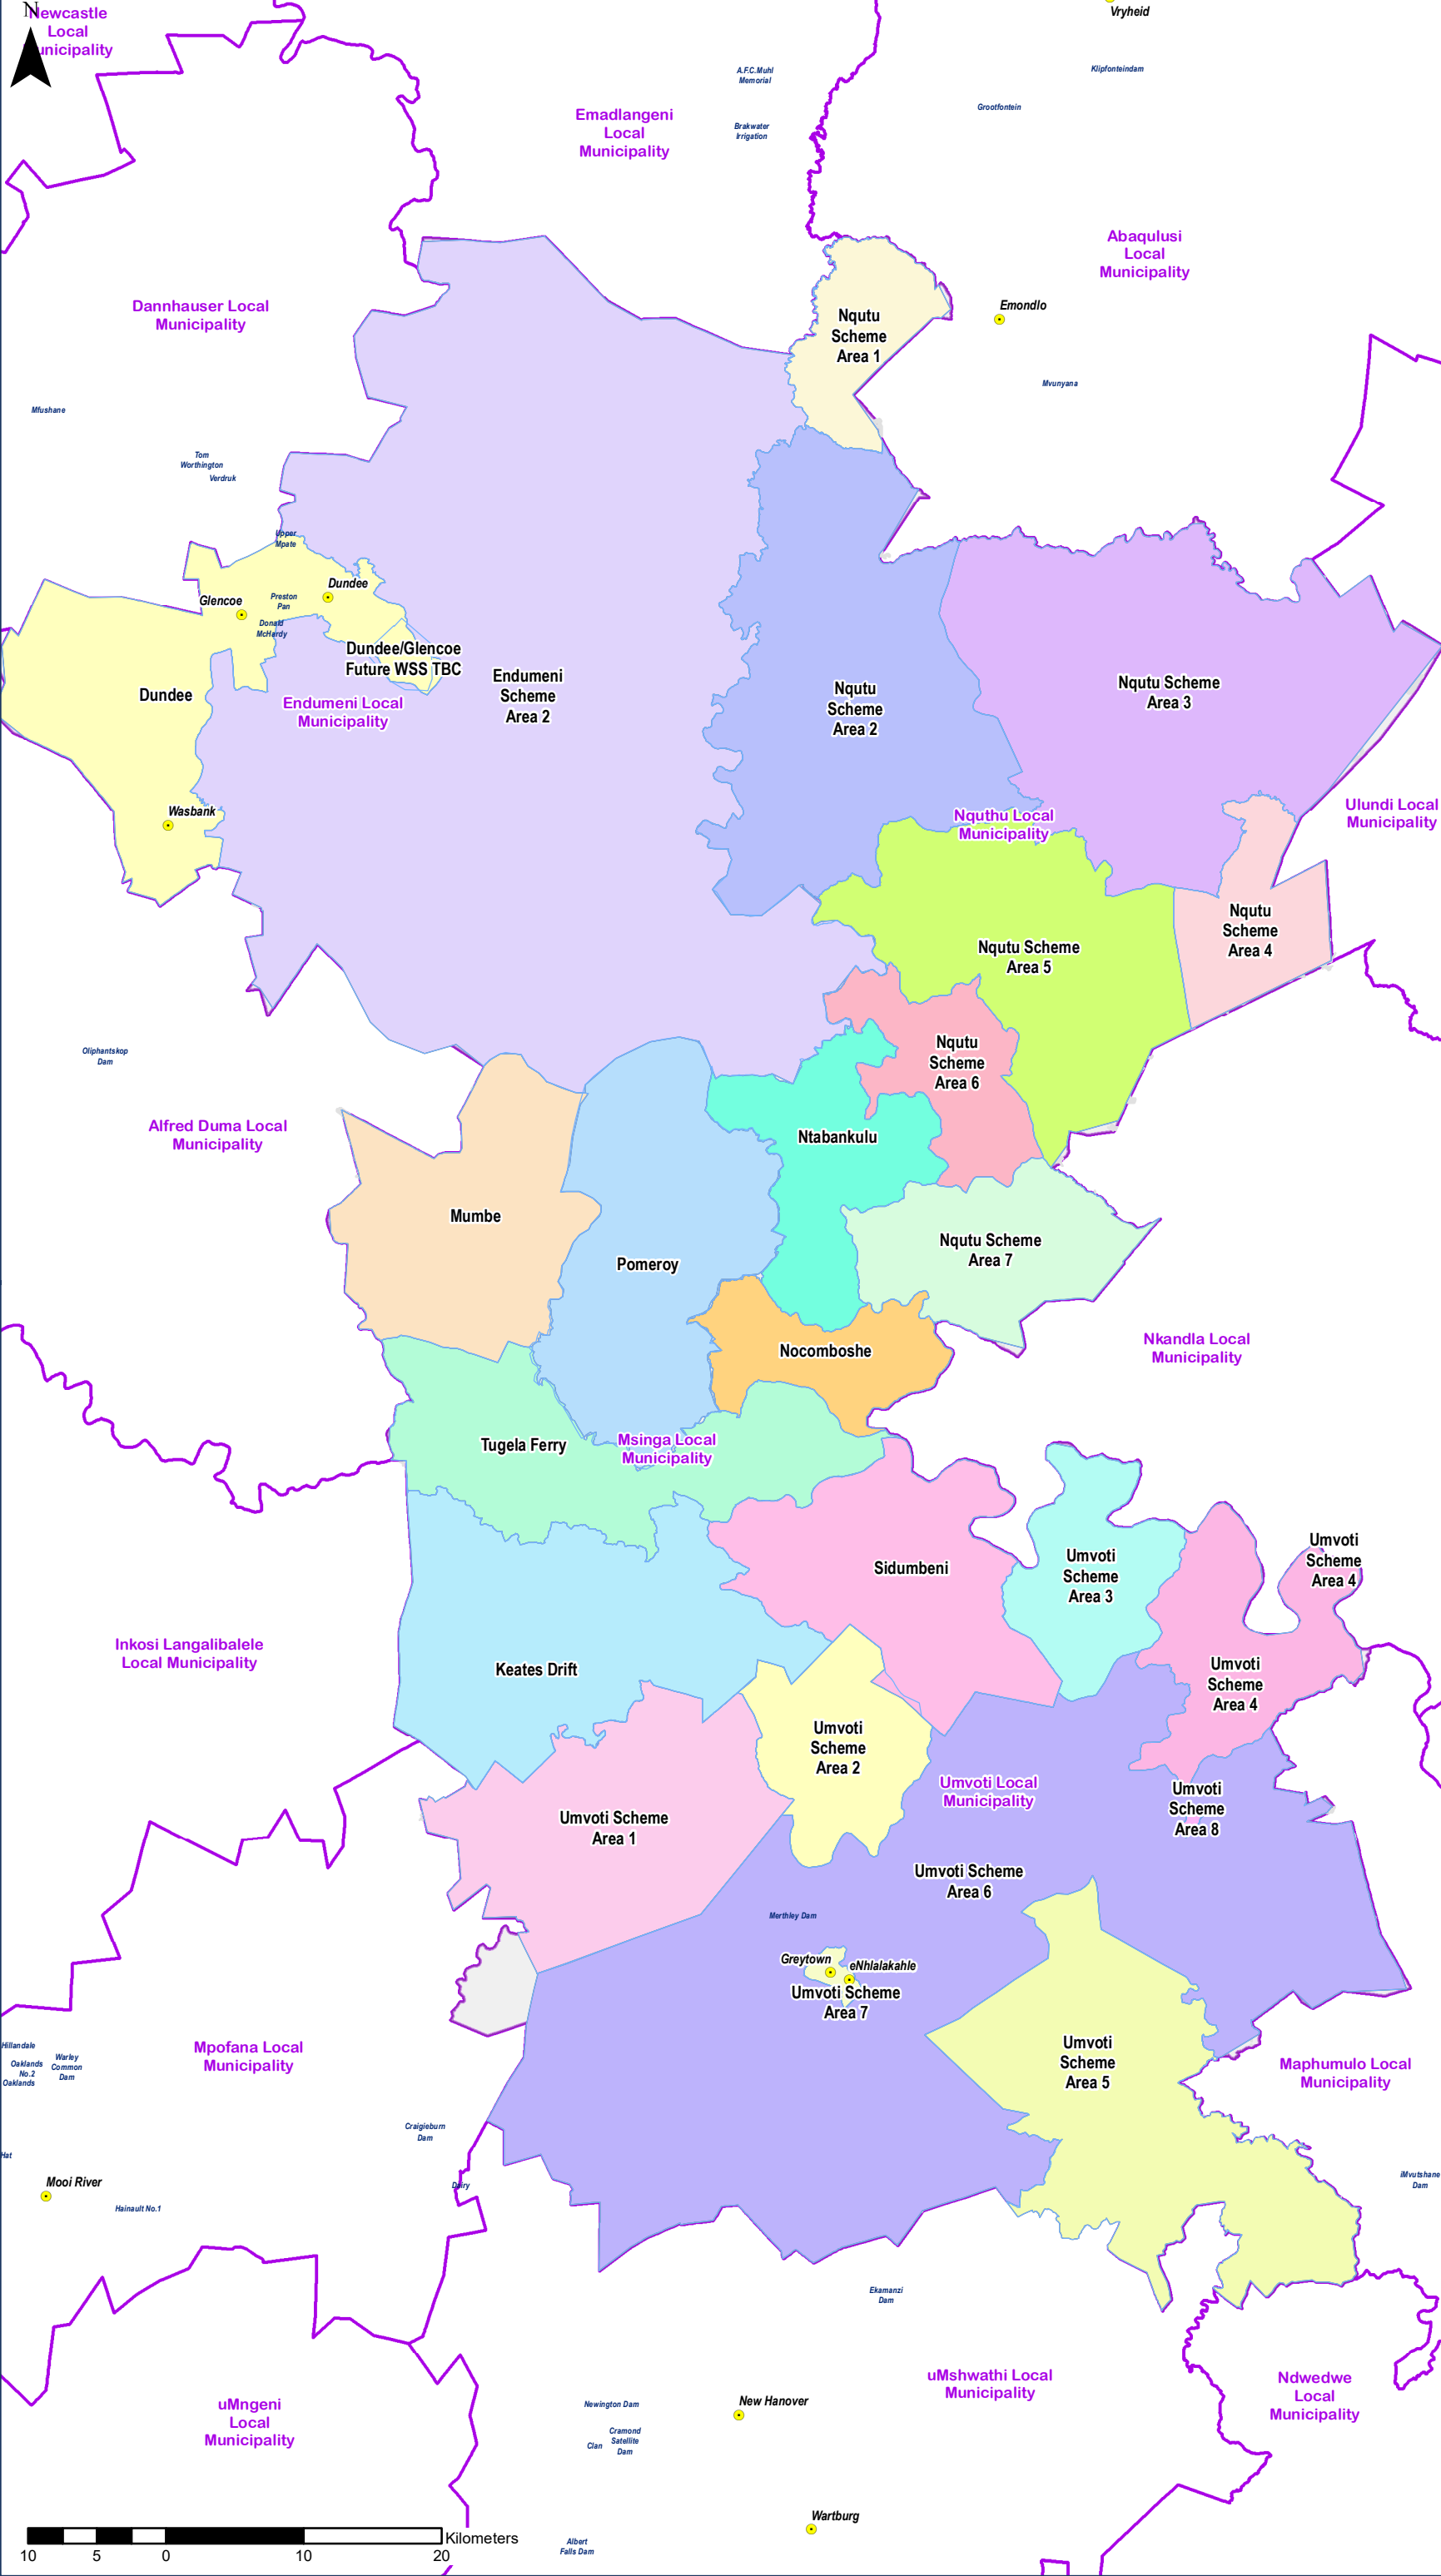 N
Newcastle
Local
Municipality
Vryheid
A.F.C.Muhl
Memorial
Klipfonteindam
Grootfontein
Emadlangeni
Local
Municipality
Brakwater
Irrigation
Abaqulusi
Local
Municipality
Dannhauser Local
Municipality
Emondlo
Nqutu
Scheme
Area 1
Mvunyana
Mfushane
Tom
Worthington
Verdruk
Upper
Mpate
Dundee
Glencoe
Preston
Pan
Donald
McHardy
Dundee/Glencoe
Future WSS TBC
Dundee
Endumeni Local
Municipality
Endumeni
Scheme
Area 2
Nqutu
Scheme
Area 2
Nqutu Scheme
Area 3
Wasbank
Nquthu Local
Municipality
Ulundi Local
Municipality
Nqutu
Scheme
Area 4
Nqutu Scheme
Area 5
Oliphantskop
Dam
Nqutu
Scheme
Area 6
Alfred Duma Local
Municipality
Ntabankulu
Mumbe
Nqutu Scheme
Area 7
Pomeroy
Nocomboshe
Nkandla Local
Municipality
Tugela Ferry
Msinga Local
Municipality
Sidumbeni
Umvoti
Scheme
Area 3
Umvoti
Scheme
Area 4
Inkosi Langalibalele
Local Municipality
Keates Drift
Umvoti
Scheme
Area 4
Umvoti
Scheme
Area 2
Umvoti Local
Municipality
Umvoti
Scheme
Area 8
Umvoti Scheme
Area 1
Umvoti Scheme
Area 6
Merthley Dam
Greytown
eNhlalakahle
Umvoti Scheme
Area 7
Hillandale
Oaklands
No.2
Oaklands
Warley
Common
Dam
Mpofana Local
Municipality
Umvoti
Scheme
Area 5
Maphumulo Local
Municipality
Craigieburn
Dam
Hat
Mooi River
Dairy
Hainault No.1
iMvutshane
Dam
Ekamanzi
Dam
uMshwathi Local
Municipality
Ndwedwe
Local
Municipality
uMngeni
Local
Municipality
Newington Dam
New Hanover
Cramond
Satellite
Dam
Clan
Wartburg
Albert
Falls Dam
Kilometers
10 5 0 10 20